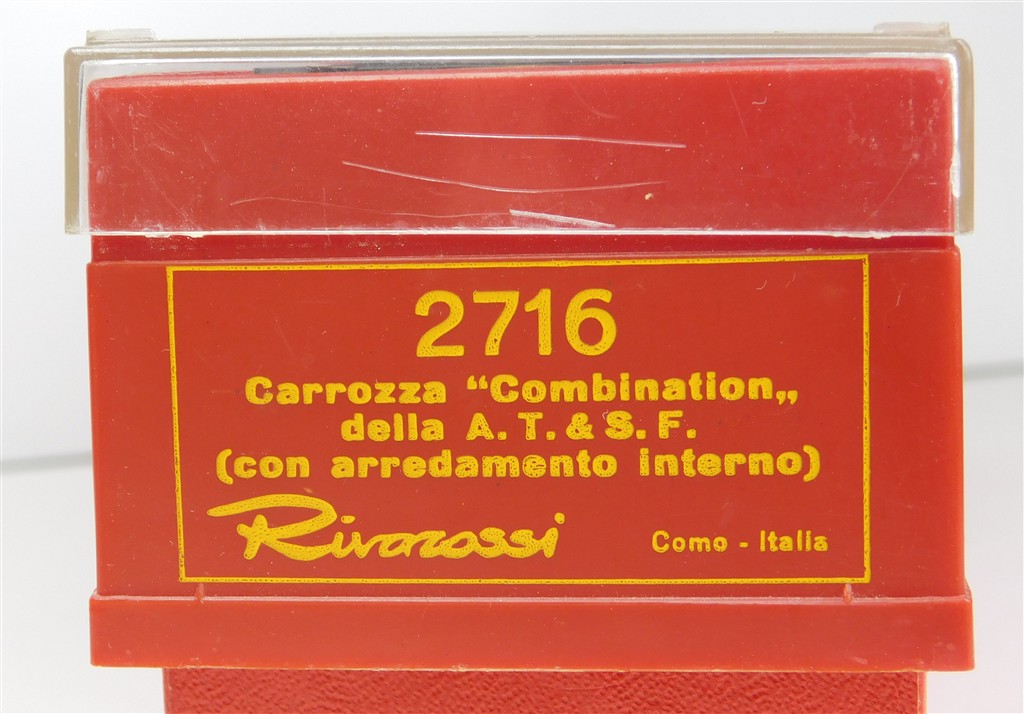 2716
Carrozza “Combination„
della A.T. & S.F.
(con arredamento interno)
Rivarossi Como - Italia